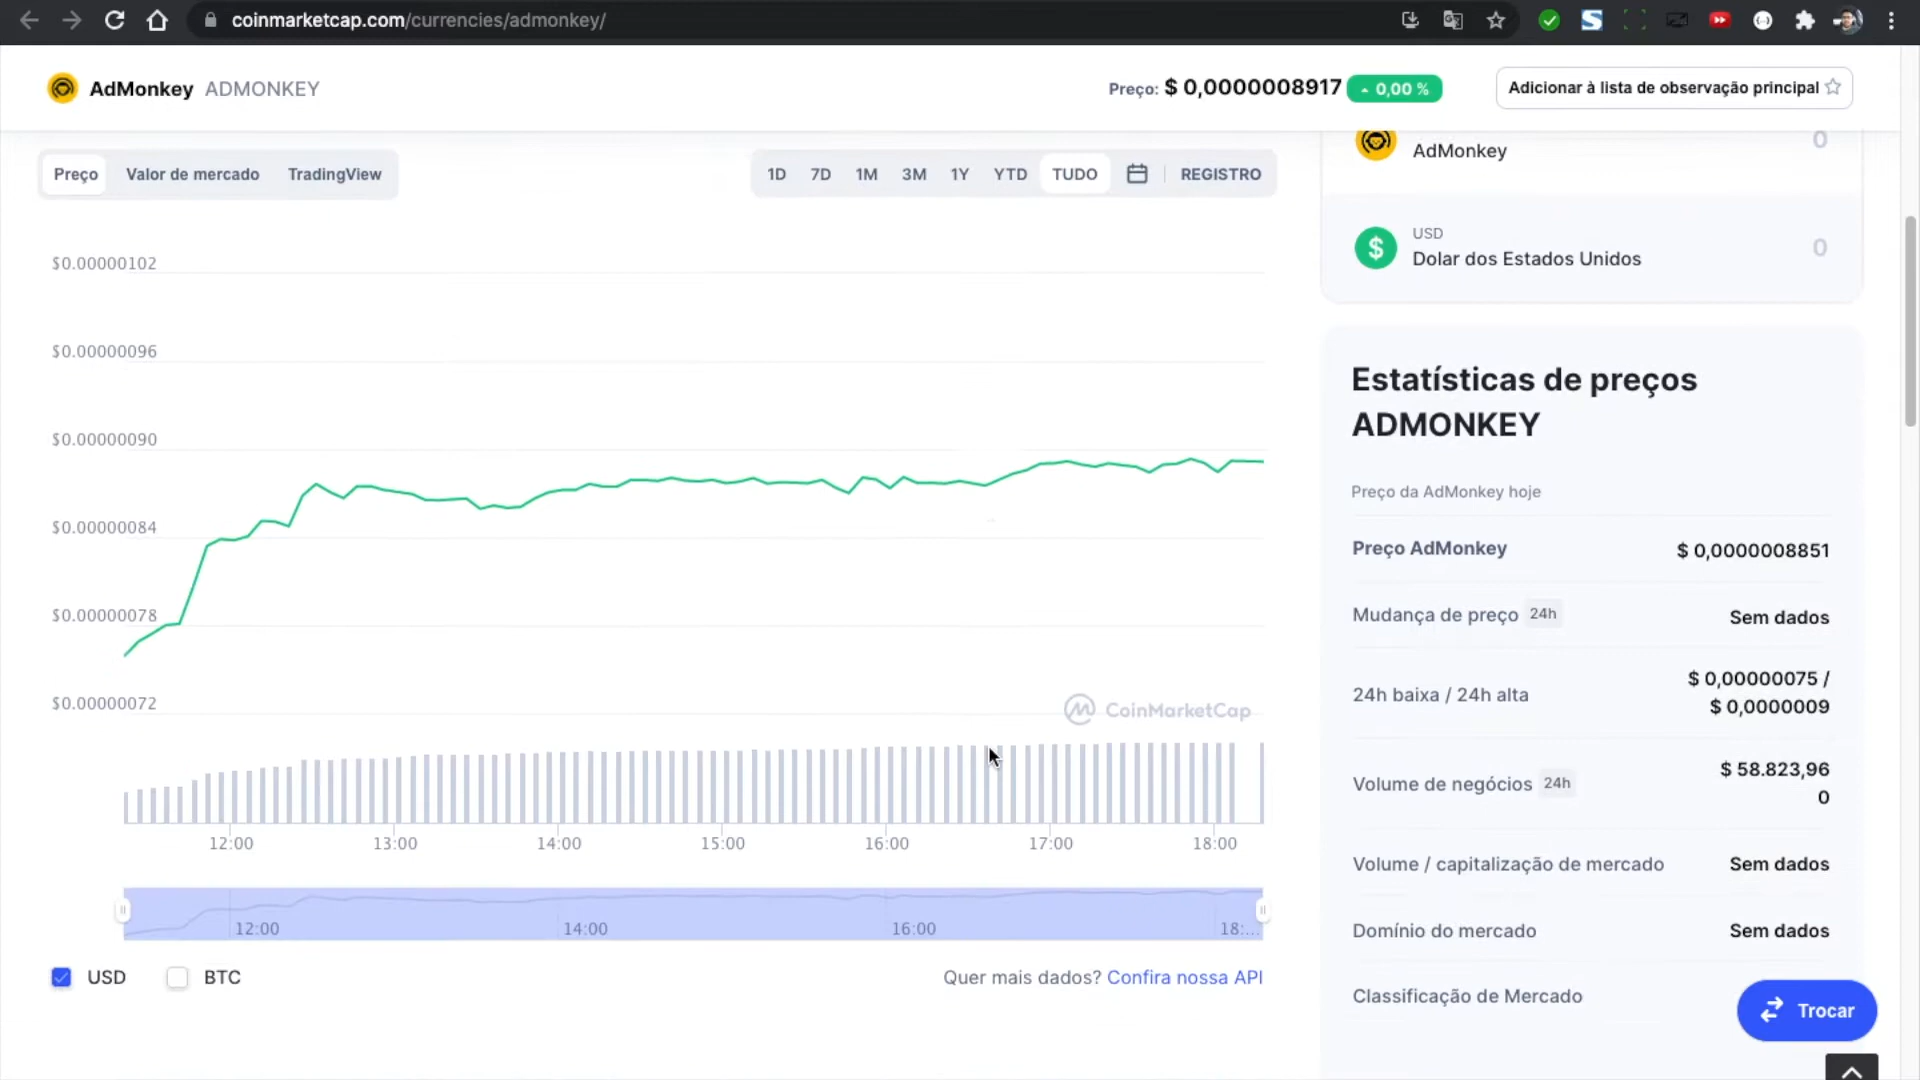 coinmarketcap.com/currencies/admonkey/
AdMonkey ADMONKEY
Preço: $ 0,0000008917 0,00 %
Adicionar à lista de observação principal
Preço Valor de mercado TradingView
1D 7D 1M 3M 1Y YTD TUDO REGISTRO
$0.00000102
$0.00000096
$0.00000090
$0.00000084
$0.00000078
$0.00000072
CoinMarketCap
12:00 13:00 14:00 15:00 16:00 17:00 18:00
12:00 14:00 16:00 18:...
USD BTC
Quer mais dados? Confira nossa API
AdMonkey 0
USD
Dolar dos Estados Unidos 0
Estatísticas de preços
ADMONKEY
Preço da AdMonkey hoje
Preço AdMonkey $ 0,0000008851
Mudança de preço 24h Sem dados
24h baixa / 24h alta $ 0,00000075 /
$ 0,0000009
Volume de negócios 24h $ 58.823,96
0
Volume / capitalização de mercado Sem dados
Domínio do mercado Sem dados
Classificação de Mercado
Trocar